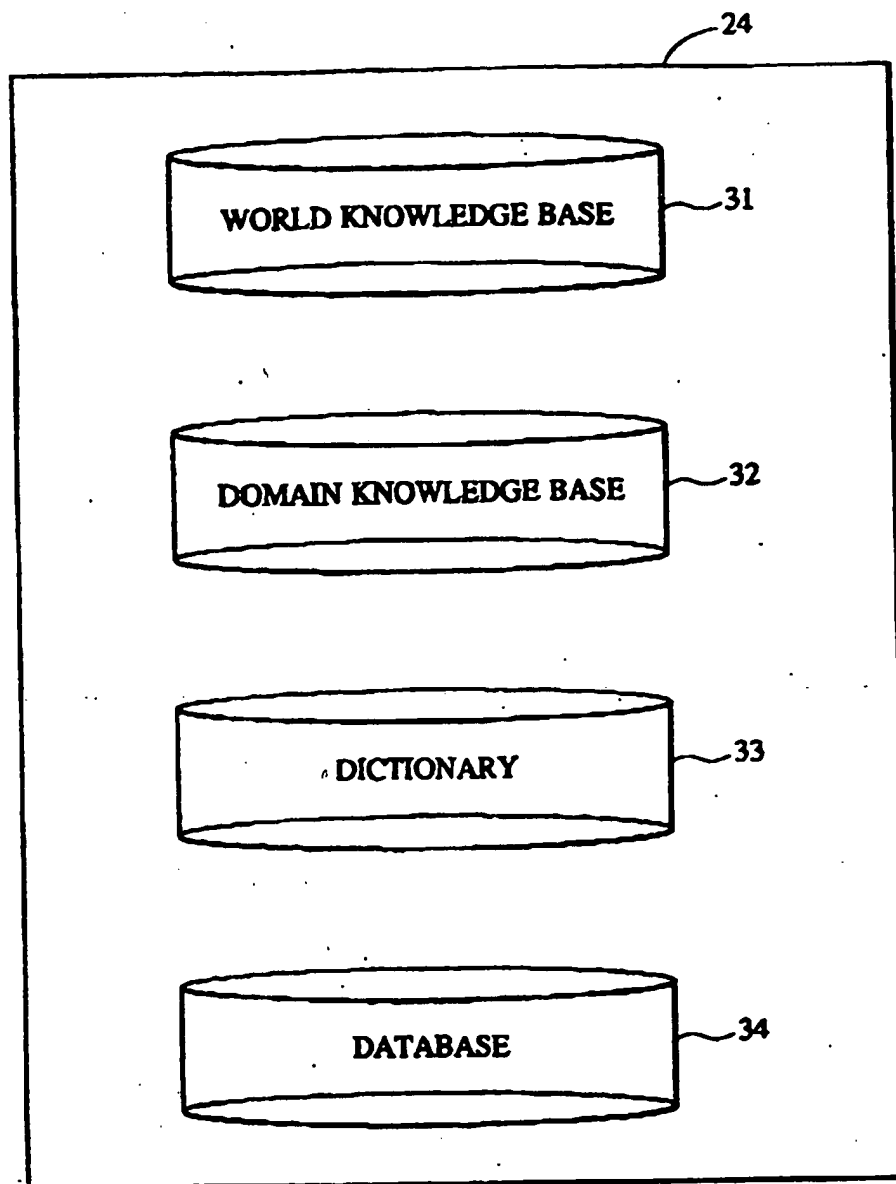 24
WORLD KNOWLEDGE BASE
31
DOMAIN KNOWLEDGE BASE
32
DICTIONARY
33
DATABASE
34